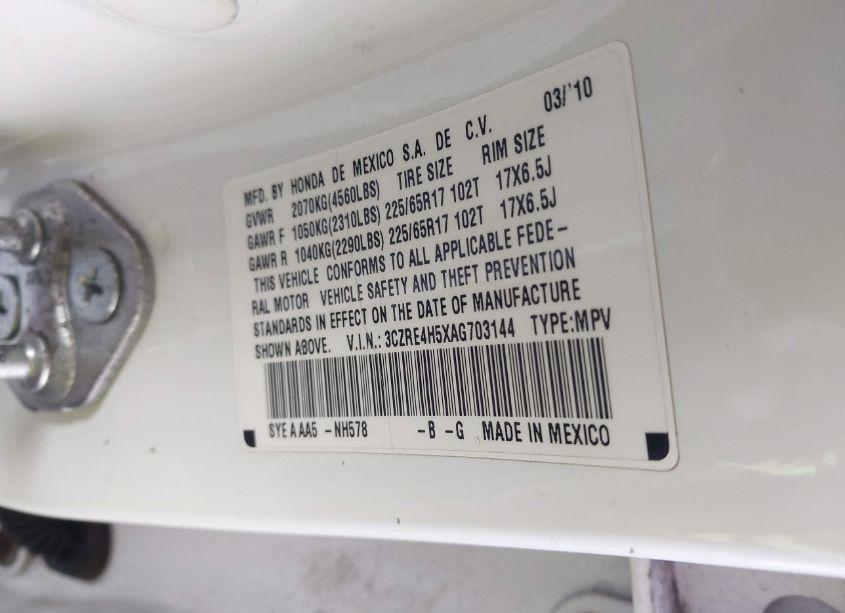 03/'10
MFD. BY HONDA DE MEXICO S.A. DE C.V.
GVWR 2070KG(4560LBS) TIRE SIZE RIM SIZE
GAWR F 1050KG(2310LBS) 225/65R17 102T 17X6.5J
GAWR R 1040KG(2290LBS) 225/65R17 102T 17X6.5J
THIS VEHICLE CONFORMS TO ALL APPLICABLE FEDE-
RAL MOTOR VEHICLE SAFETY AND THEFT PREVENTION
STANDARDS IN EFFECT ON THE DATE OF MANUFACTURE
SHOWN ABOVE. V.I.N.: 3CZRE4H5XAG703144 TYPE:MPV
SYE A AA5 -NH578 -B -G MADE IN MEXICO